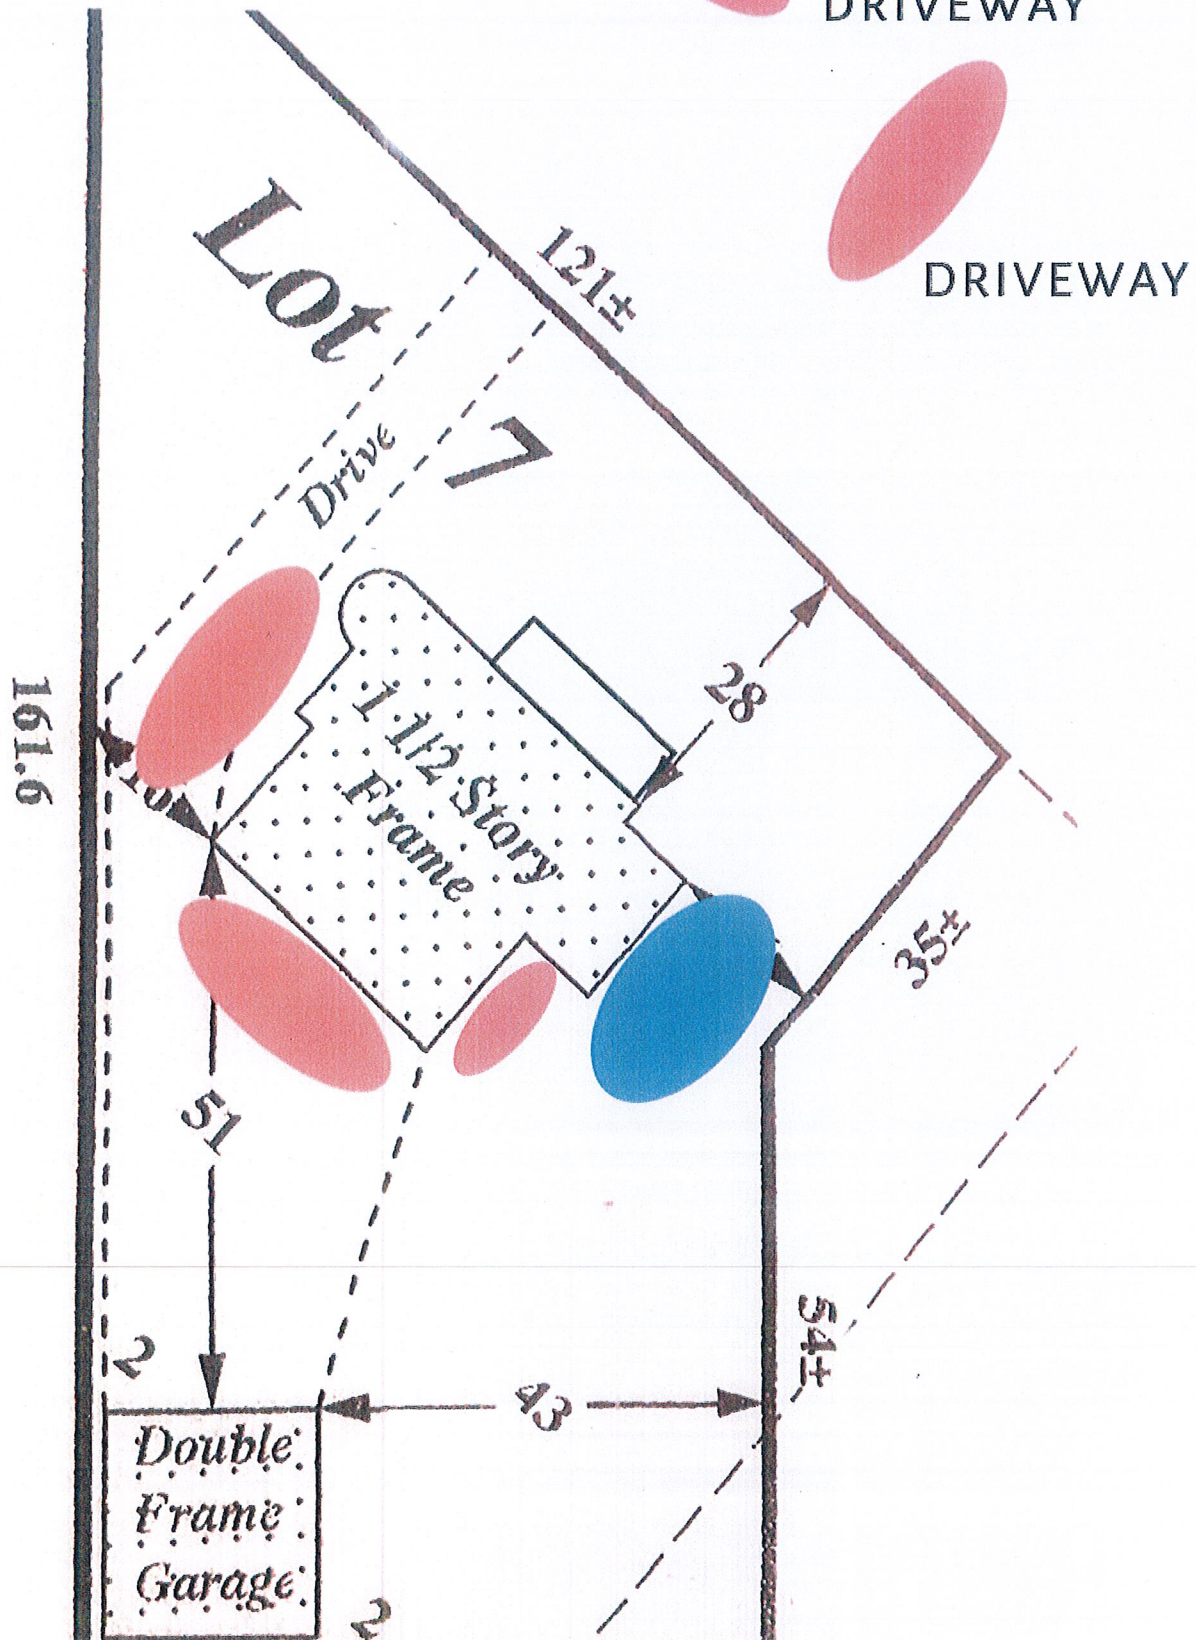 DRIVEWAY
DRIVEWAY
Lot
7
121±
Drive
28
161.6
1 1/2 Story
Frame
35±
51
54±
2
43
Double
Frame
Garage
2